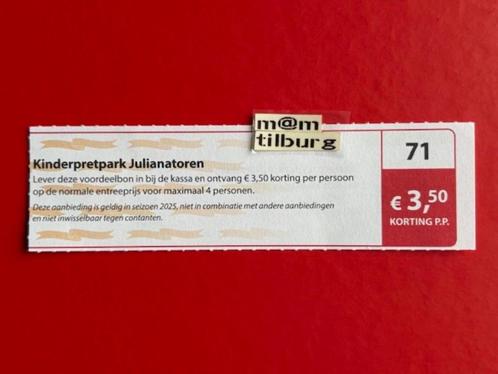 m@m
tilburg
Kinderpretpark Julianatoren
Lever deze voordeelbon in bij de kassa en ontvang € 3,50 korting per persoon
op de normale entreeprijs voor maximaal 4 personen.
Deze aanbieding is geldig in seizoen 2025, niet in combinatie met andere aanbiedingen
en niet inwisselbaar tegen contanten.
71
€ 3,50
KORTING P.P.